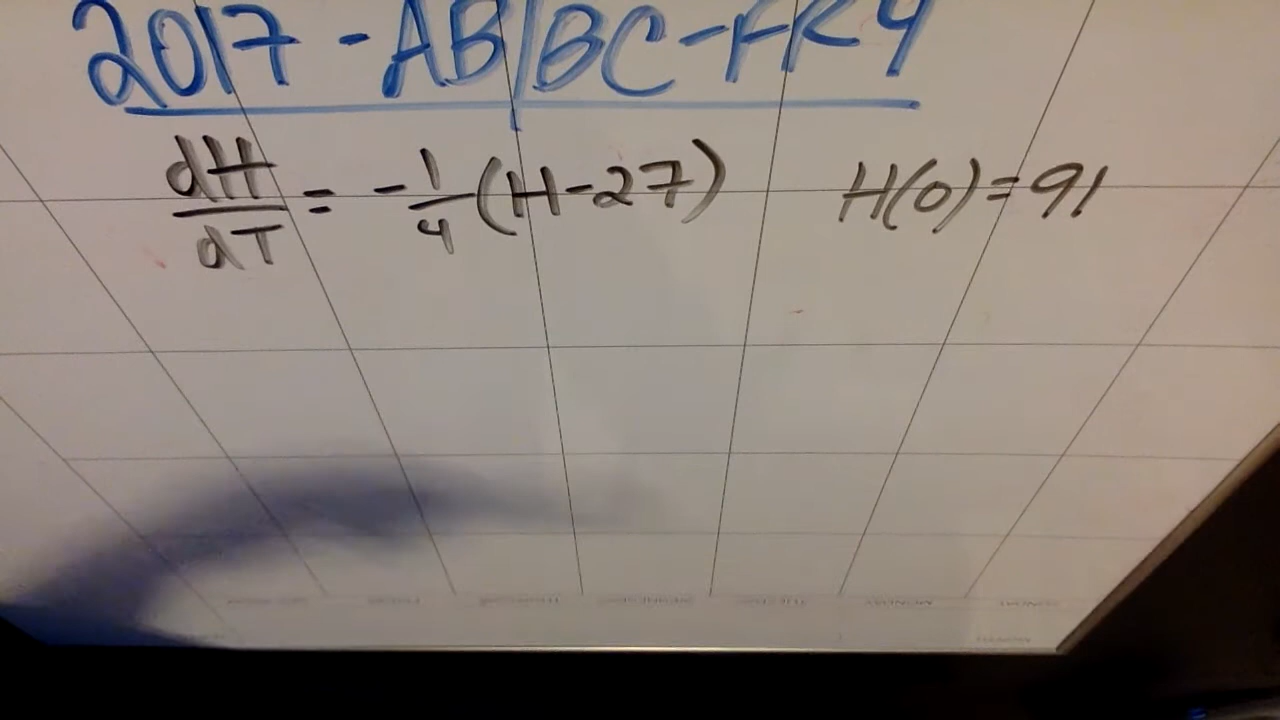 2017 - AB/BC - FR4
dH/dT = -1/4 (H-27) H(0) = 91